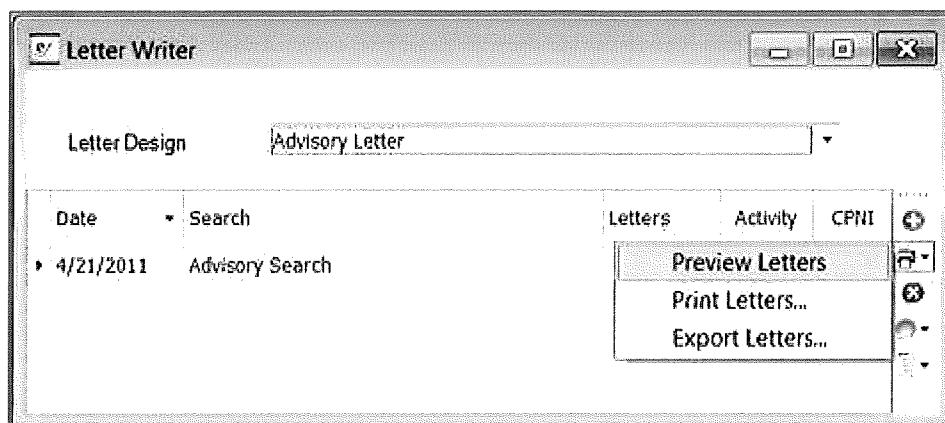 Letter Writer
Letter Design Advisory Letter
Date Search Letters Activity CPNI
4/21/2011 Advisory Search
Preview Letters
Print Letters...
Export Letters...